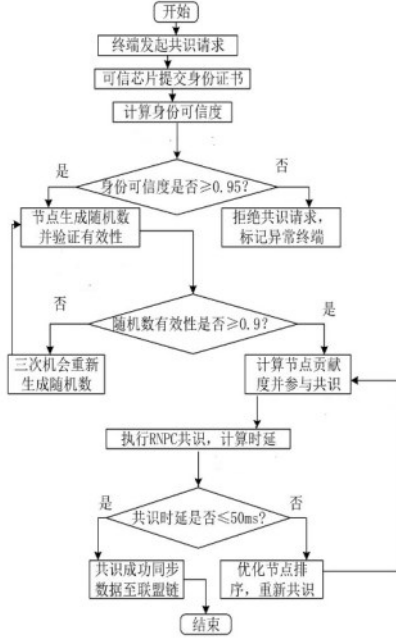 开始
终端发起共识请求
可信芯片提交身份证书
计算身份可信度
是
否
身份可信度是否≥0.95?
节点生成随机数
并验证有效性
拒绝共识请求,
标记异常终端
否
是
随机数有效性是否≥0.9?
三次机会重新
生成随机数
计算节点贡献
度并参与共识
执行RNPC共识,计算时延
是
否
共识时延是否≤50ms?
共识成功同步
数据至联盟链
优化节点排
序,重新共识
结束